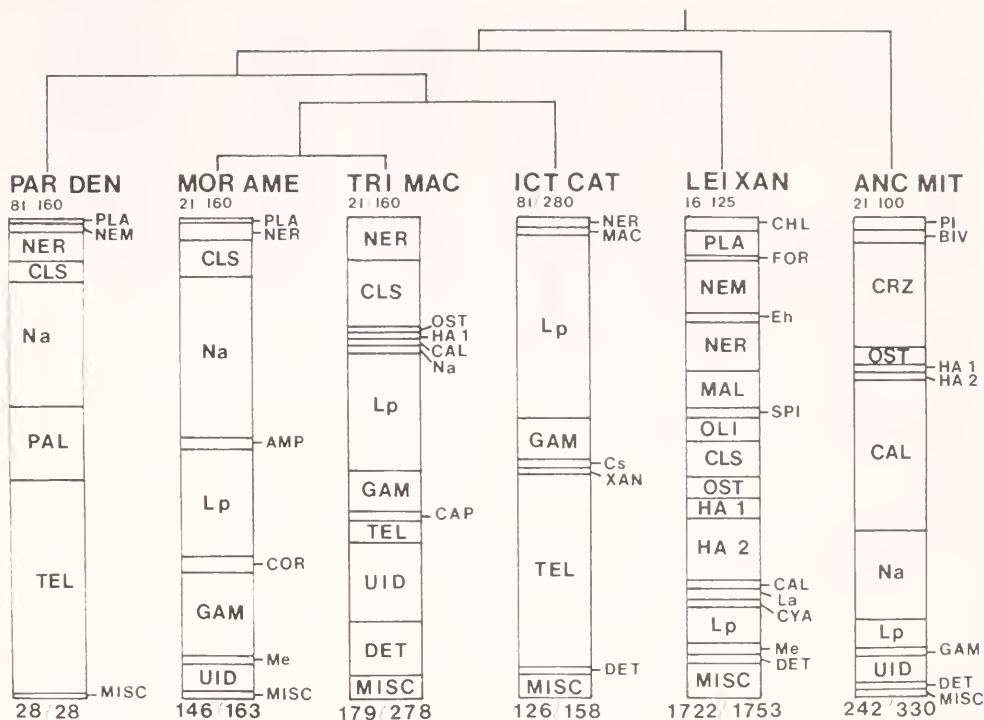 PAR DEN
81 160
PLA
NEM
NER
CLS
Na
PAL
TEL
MISC
28/28
MOR AME
21 160
PLA
NER
CLS
Na
AMP
Lp
COR
GAM
Me
UID
MISC
146/163
TRI MAC
21 160
NER
CLS
OST
HA 1
CAL
Na
Lp
GAM
CAP
TEL
UID
DET
MISC
179/278
ICT CAT
81/280
NER
MAC
Lp
GAM
Cs
XAN
TEL
DET
MISC
126/158
LEI XAN
16 125
CHL
PLA
FOR
NEM
Eh
NER
MAL
SPI
OLI
CLS
OST
HA 1
HA 2
CAL
La
CYA
Lp
Me
DET
MISC
1722/1753
ANC MIT
21 100
PI
BIV
CRZ
OST
HA 1
HA 2
CAL
Na
Lp
GAM
UID
DET
MISC
242/330